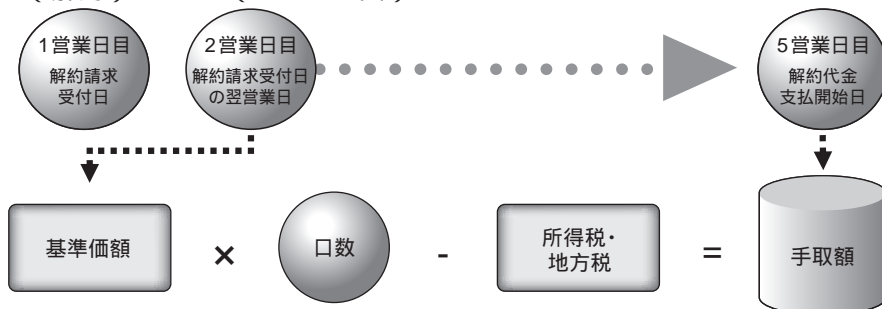 1営業日目
解約請求
受付日
2営業日目
解約請求受付日
の翌営業日
5営業日目
解約代金
支払開始日
基準価額
×
口数
-
所得税・
地方税
=
手取額